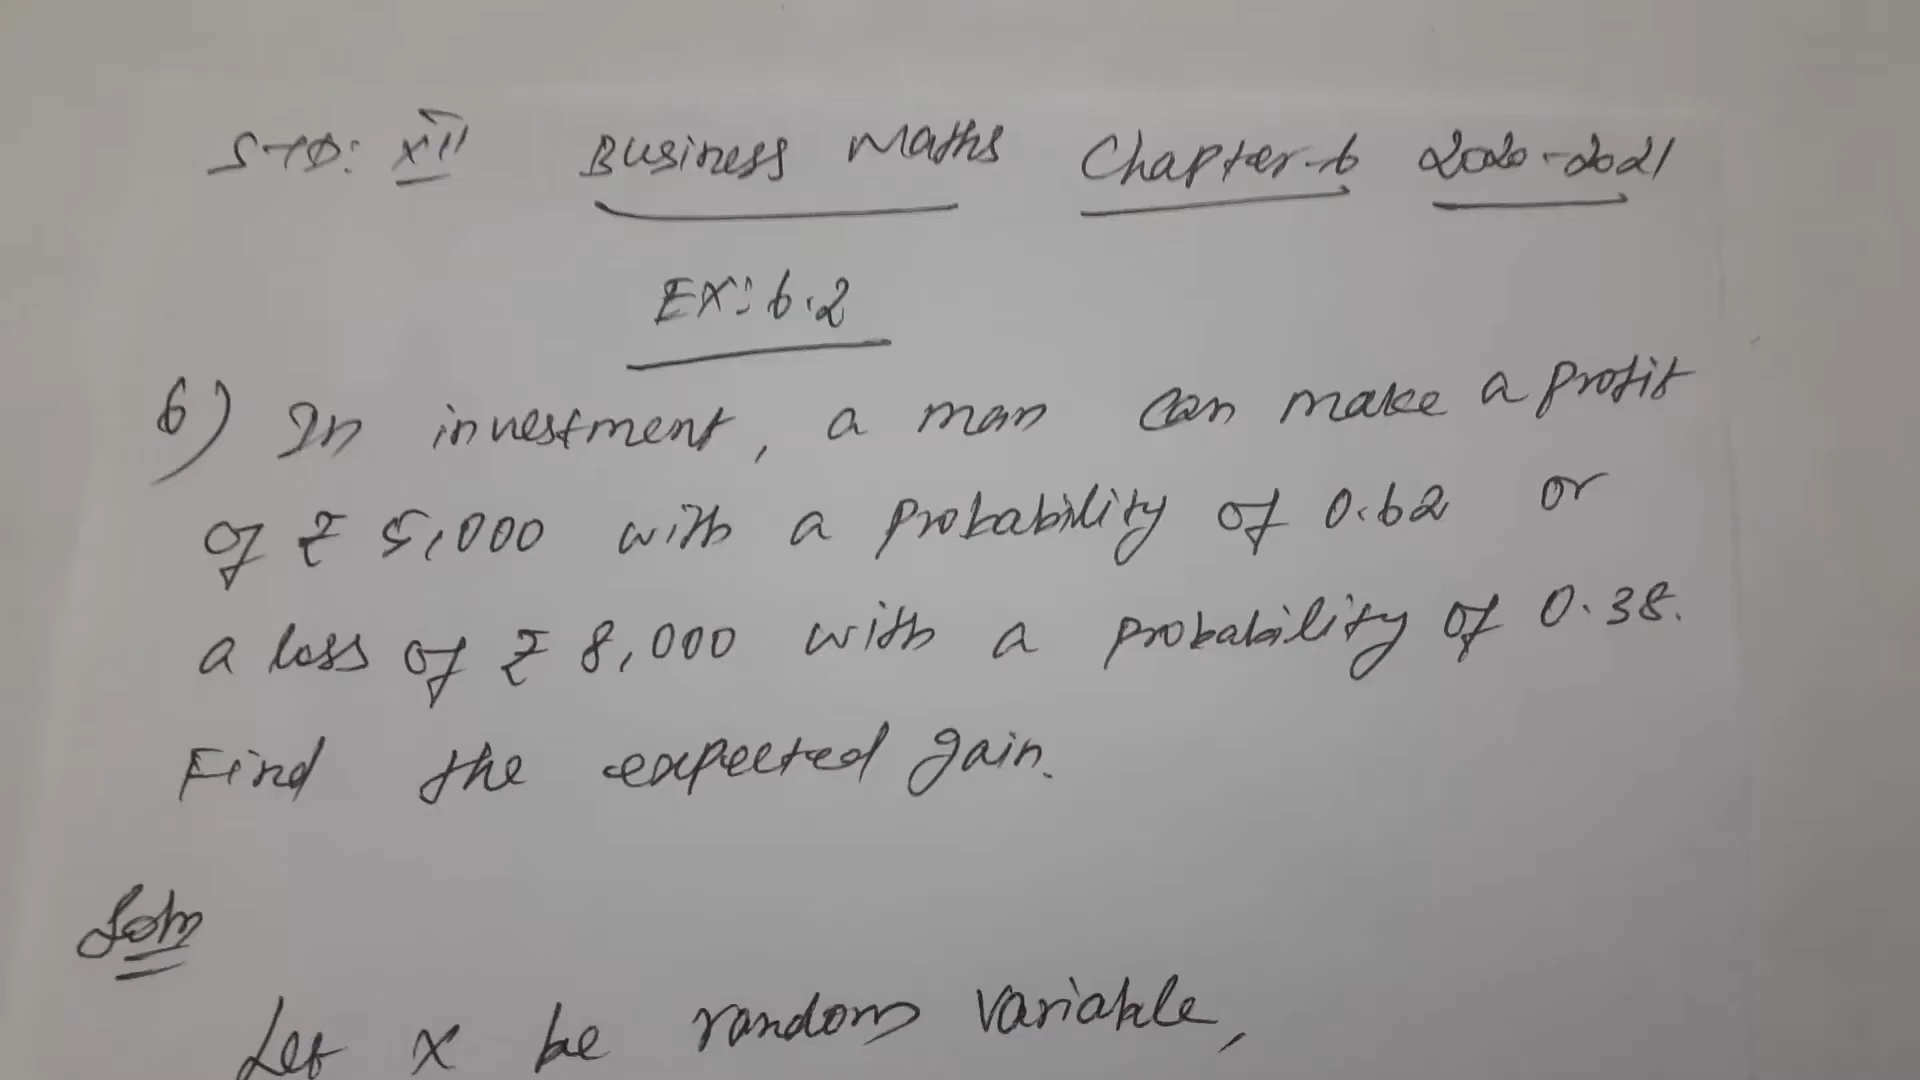 STD: XII Business Maths Chapter-6 2020-2021
EX: 6.2
6) In investment, a man can make a profit
of ₹ 5,000 with a probability of 0.62 or
a loss of ₹ 8,000 with a probability of 0.38.
Find the expected gain.
Soln
Let X be random variable,